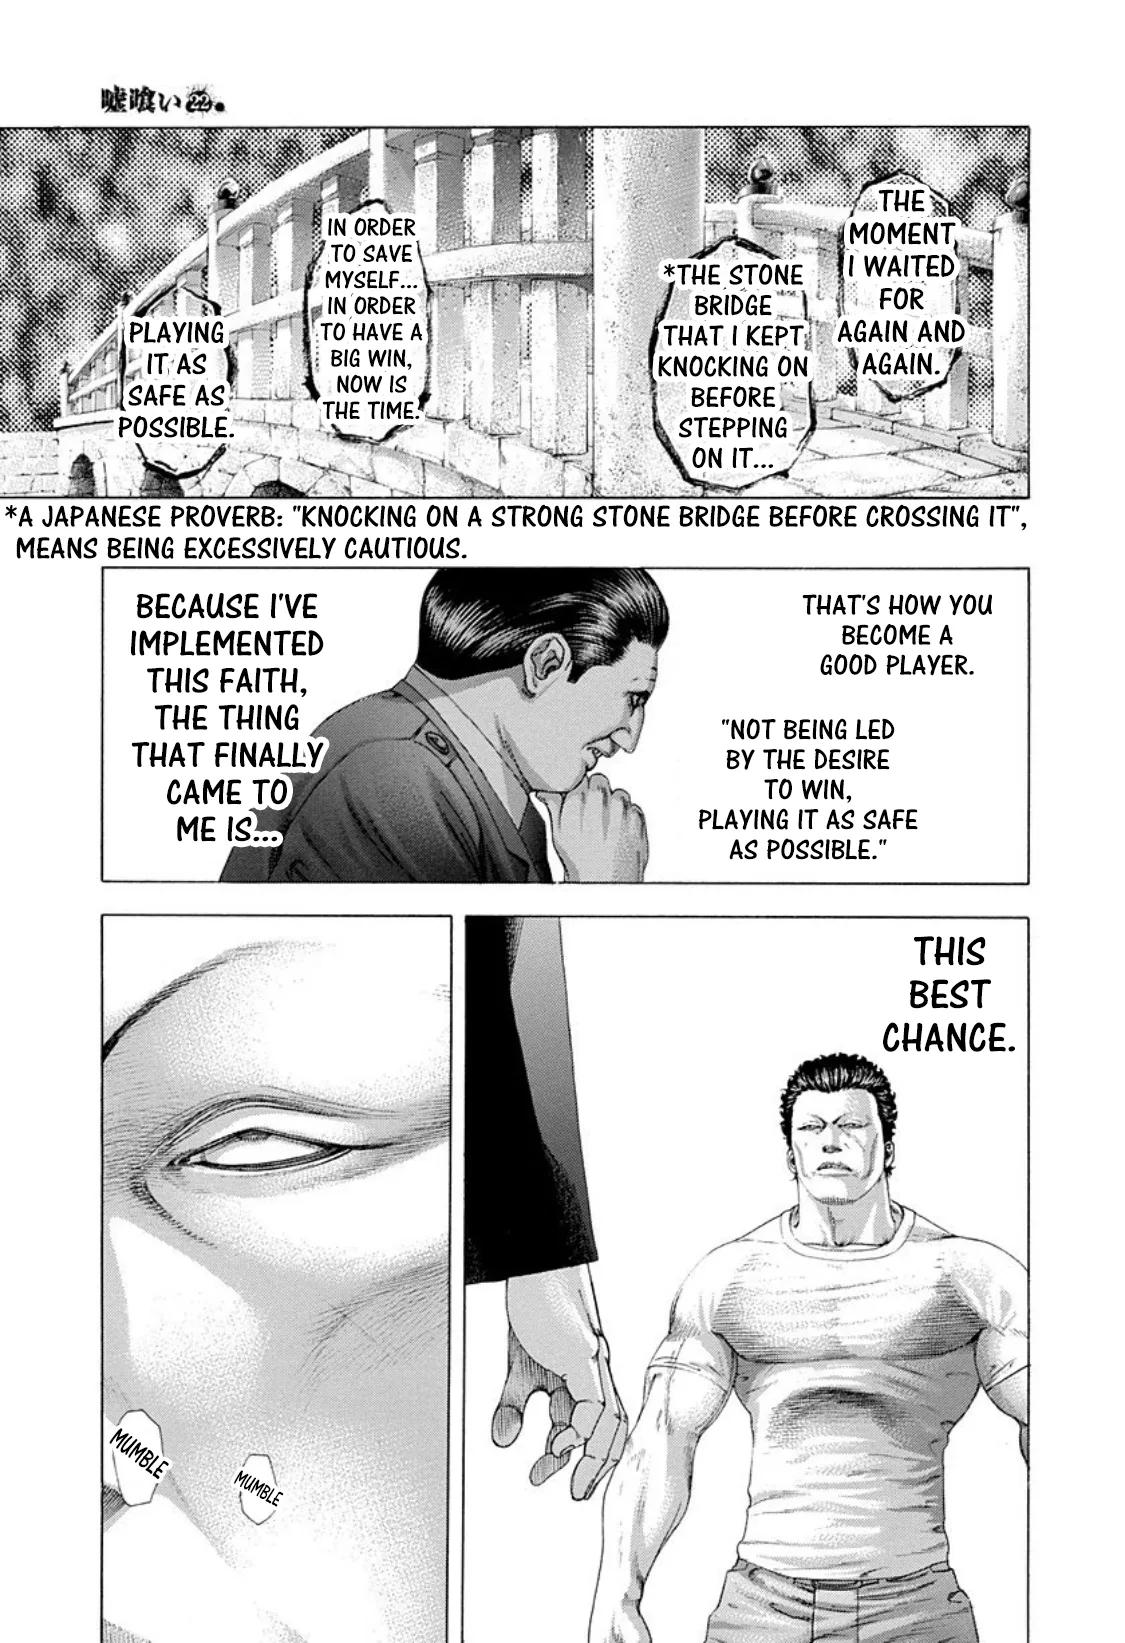 嘘喰い 22
THE
MOMENT
I WAITED
FOR
AGAIN AND
AGAIN.
*THE STONE
BRIDGE
THAT I KEPT
KNOCKING ON
BEFORE
STEPPING
ON IT...
IN ORDER
TO SAVE
MYSELF...
IN ORDER
TO HAVE A
BIG WIN,
NOW IS
THE TIME.
PLAYING
IT AS
SAFE AS
POSSIBLE.
*A JAPANESE PROVERB: "KNOCKING ON A STRONG STONE BRIDGE BEFORE CROSSING IT",
MEANS BEING EXCESSIVELY CAUTIOUS.
THAT'S HOW YOU
BECOME A
GOOD PLAYER.
"NOT BEING LED
BY THE DESIRE
TO WIN,
PLAYING IT AS SAFE
AS POSSIBLE."
BECAUSE I'VE
IMPLEMENTED
THIS FAITH,
THE THING
THAT FINALLY
CAME TO
ME IS...
THIS
BEST
CHANCE.
MUMBLE
MUMBLE